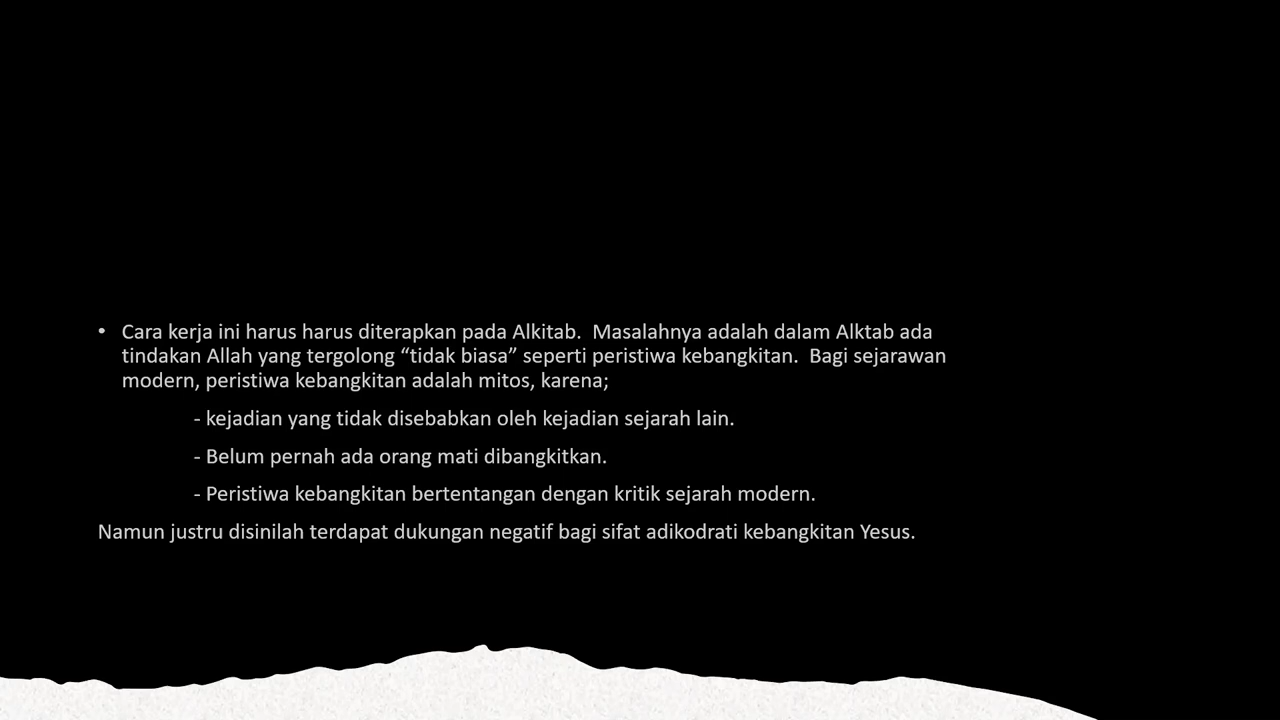 • Cara kerja ini harus harus diterapkan pada Alkitab.  Masalahnya adalah dalam Alktab ada
tindakan Allah yang tergolong “tidak biasa” seperti peristiwa kebangkitan.  Bagi sejarawan
modern, peristiwa kebangkitan adalah mitos, karena;
- kejadian yang tidak disebabkan oleh kejadian sejarah lain.
- Belum pernah ada orang mati dibangkitkan.
- Peristiwa kebangkitan bertentangan dengan kritik sejarah modern.
Namun justru disinilah terdapat dukungan negatif bagi sifat adikodrati kebangkitan Yesus.